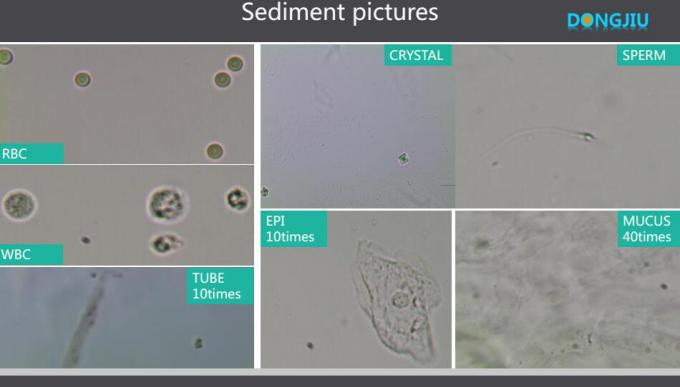 Sediment pictures
DONGJIU
RBC
WBC
TUBE
10times
CRYSTAL
SPERM
EPI
10times
MUCUS
40times